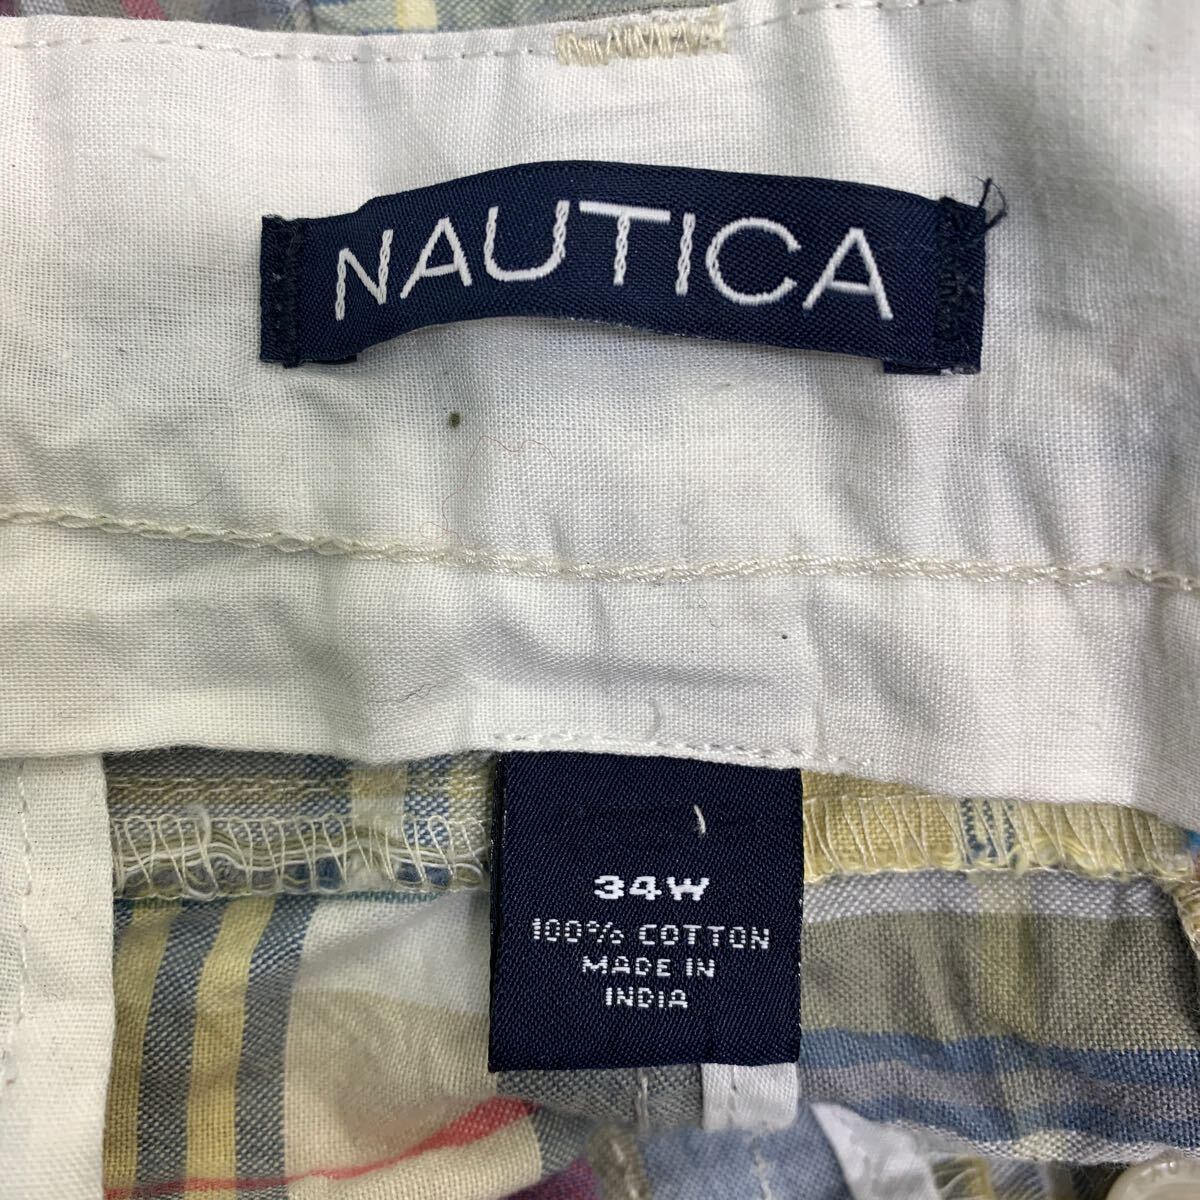 NAUTICA
34W
100% COTTON
MADE IN
INDIA